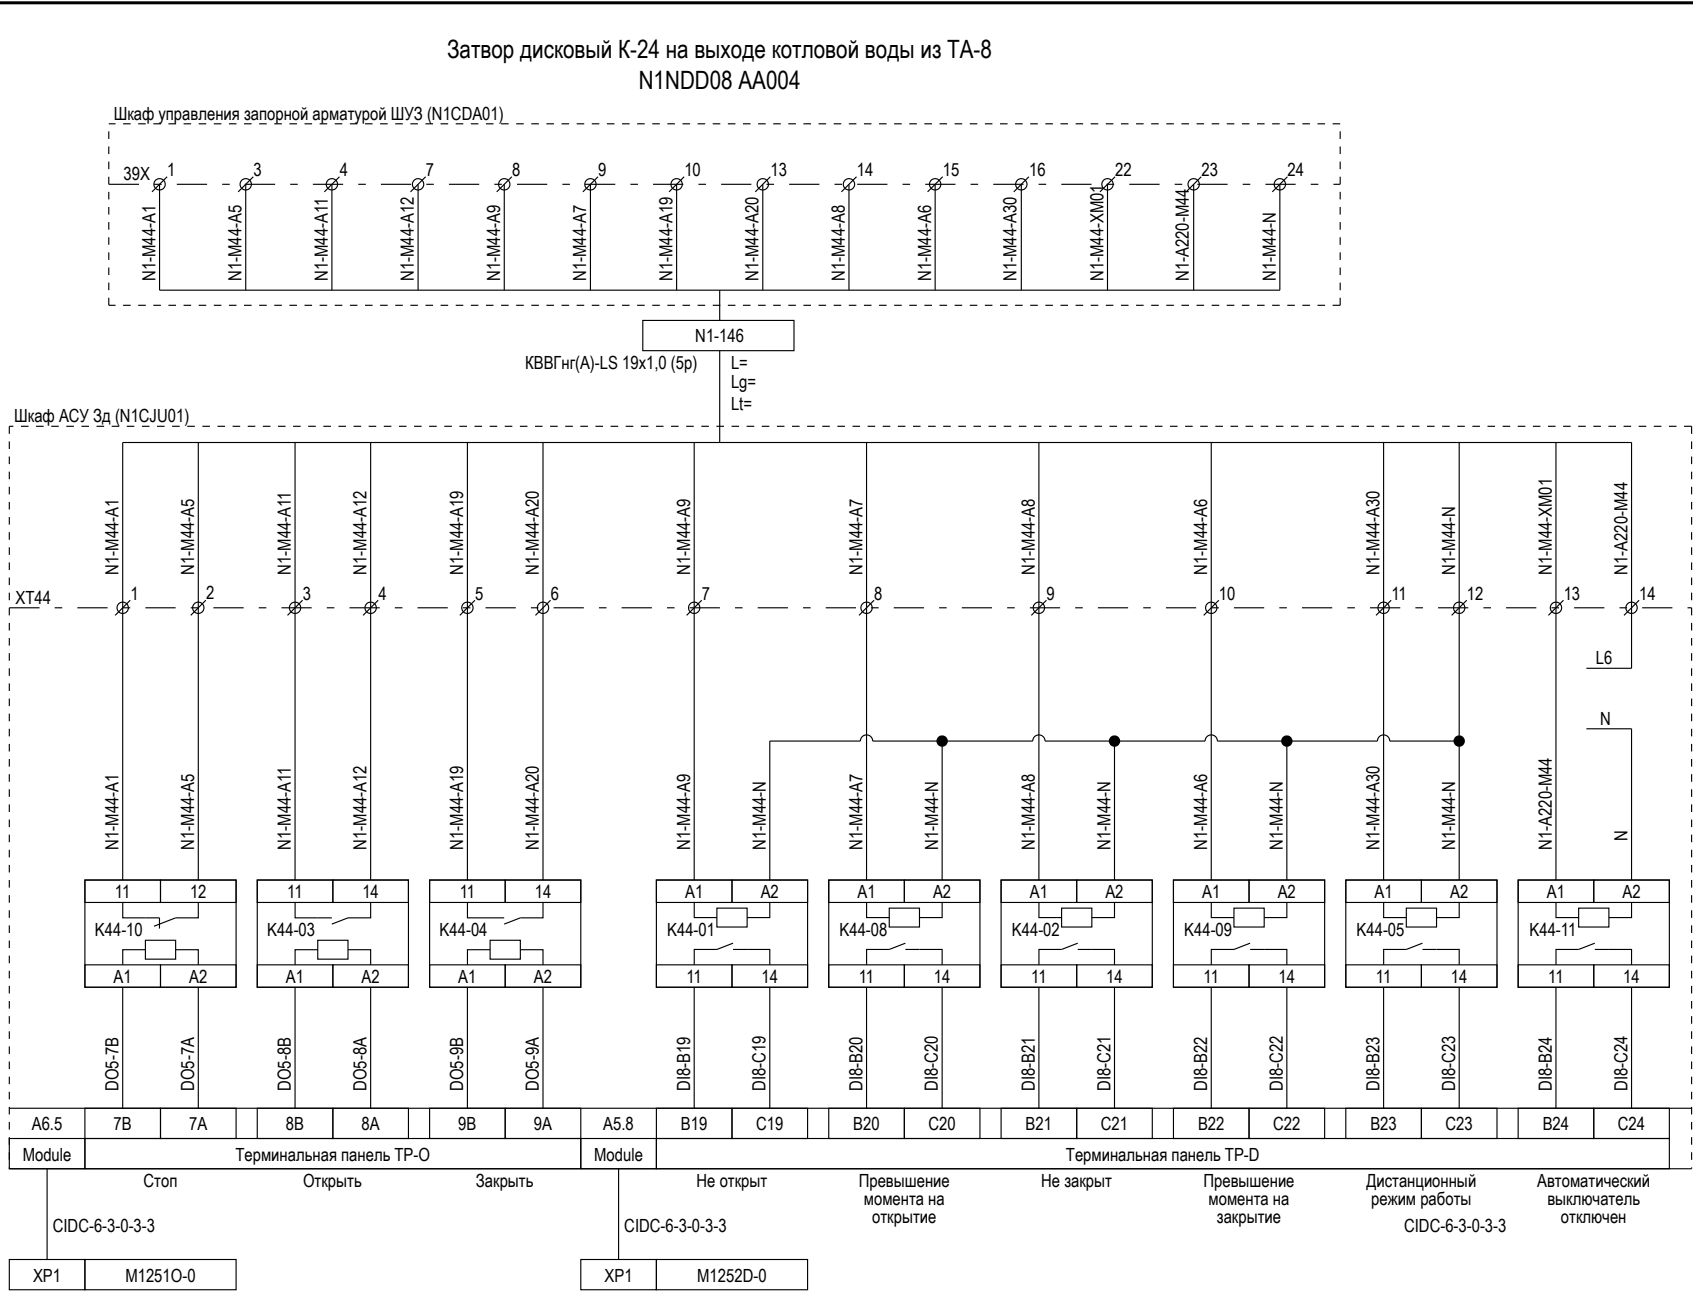 Затвор дисковый К-24 на выходе котловой воды из ТА-8
N1NDD08 AA004
Шкаф управления запорной арматурой ШУЗ (N1CDA01)
39X 1 3 4 7 8 9 10 13 14 15 16 22 23 24
N1-M44-A1 N1-M44-A5 N1-M44-A11 N1-M44-A12 N1-M44-A9 N1-M44-A7 N1-M44-A19 N1-M44-A20 N1-M44-A8 N1-M44-A6 N1-M44-A30 N1-M44-XM01 N1-A220-M44 N1-M44-N
N1-146
КВВГнг(А)-LS 19x1,0 (5р) L=
Lg=
Lt=
Шкаф АСУ 3д (N1CJU01)
N1-M44-A1 N1-M44-A5 N1-M44-A11 N1-M44-A12 N1-M44-A19 N1-M44-A20 N1-M44-A9 N1-M44-A7 N1-M44-A8 N1-M44-A6 N1-M44-A30 N1-M44-N N1-M44-XM01 N1-A220-M44
XT44 1 2 3 4 5 6 7 8 9 10 11 12 13 14
L6
N
N1-M44-A1 N1-M44-A5 N1-M44-A11 N1-M44-A12 N1-M44-A19 N1-M44-A20 N1-M44-A9 N1-M44-N N1-M44-A7 N1-M44-N N1-M44-A8 N1-M44-N N1-M44-A6 N1-M44-N N1-M44-A30 N1-M44-N N1-A220-M44 N
11 12 11 14 11 14 A1 A2 A1 A2 A1 A2 A1 A2 A1 A2 A1 A2
K44-10 K44-03 K44-04 K44-01 K44-08 K44-02 K44-09 K44-05 K44-11
A1 A2 A1 A2 A1 A2 11 14 11 14 11 14 11 14 11 14 11 14
DO5-7B DO5-7A DO5-8B DO5-8A DO5-9B DO5-9A DI8-B19 DI8-C19 DI8-B20 DI8-C20 DI8-B21 DI8-C21 DI8-B22 DI8-C22 DI8-B23 DI8-C23 DI8-B24 DI8-C24
A6.5 7B 7A 8B 8A 9B 9A A5.8 B19 C19 B20 C20 B21 C21 B22 C22 B23 C23 B24 C24
Module Терминальная панель TP-O Module Терминальная панель TP-D
Стоп Открыть Закрыть Не открыт Превышение Не закрыт Превышение Дистанционный Автоматический
момента на момента на режим работы выключатель
открытие закрытие отключен
CIDC-6-3-0-3-3 CIDC-6-3-0-3-3 CIDC-6-3-0-3-3
XP1 M1251O-0 XP1 M1252D-0